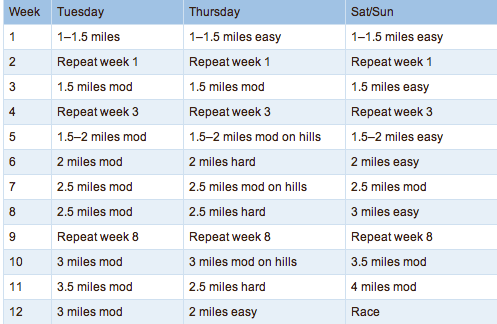 Week Tuesday Thursday Sat/Sun
1 1–1.5 miles 1–1.5 miles easy 1–1.5 miles easy
2 Repeat week 1 Repeat week 1 Repeat week 1
3 1.5 miles mod 1.5 miles mod 1.5 miles easy
4 Repeat week 3 Repeat week 3 Repeat week 3
5 1.5–2 miles mod 1.5–2 miles mod on hills 1.5–2 miles easy
6 2 miles mod 2 miles hard 2 miles easy
7 2.5 miles mod 2.5 miles mod on hills 2.5 miles mod
8 2.5 miles mod 2.5 miles hard 3 miles easy
9 Repeat week 8 Repeat week 8 Repeat week 8
10 3 miles mod 3 miles mod on hills 3.5 miles mod
11 3.5 miles mod 2.5 miles hard 4 miles mod
12 3 miles mod 2 miles easy Race